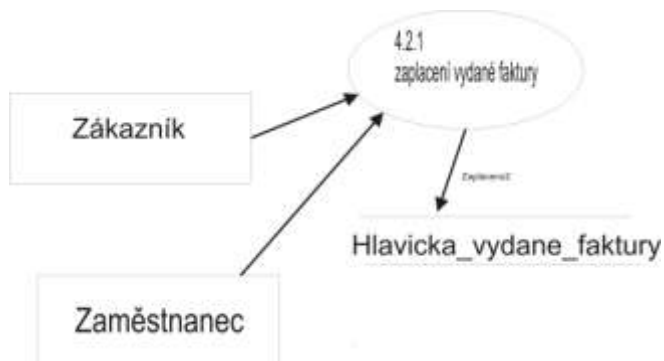 4.2.1
zaplacení vydané faktury
Zákazník
Hlavicka_vydane_faktury
Zaměstnanec